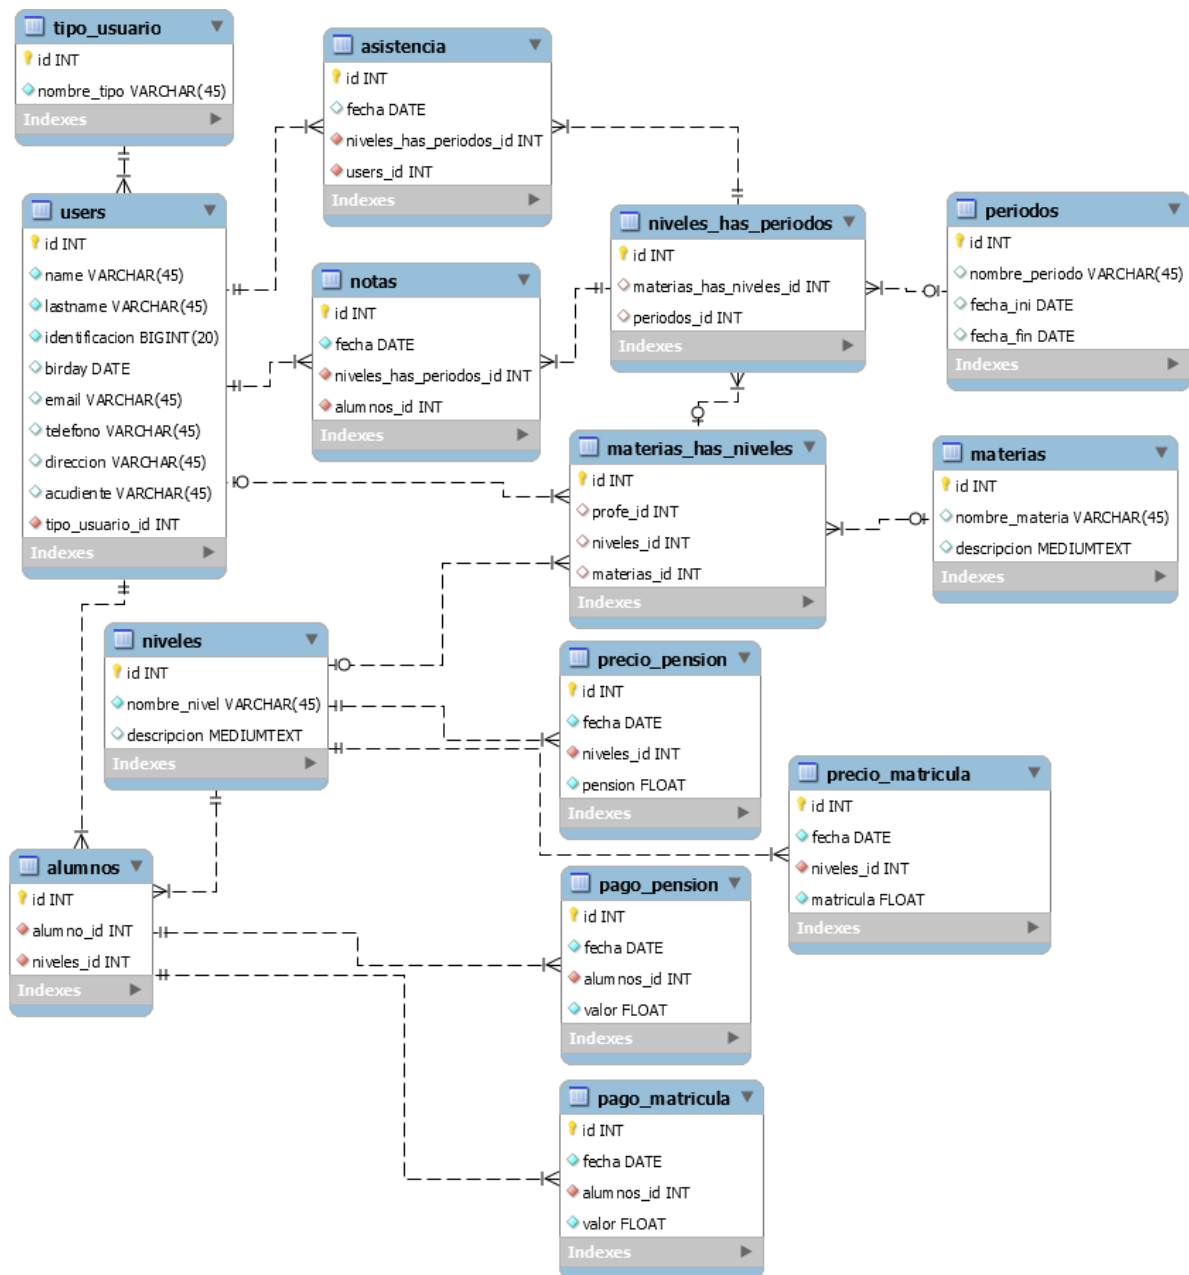 tipo_usuario
id INT
nombre_tipo VARCHAR(45)
Indexes
asistencia
id INT
fecha DATE
niveles_has_periodos_id INT
users_id INT
Indexes
users
id INT
name VARCHAR(45)
lastname VARCHAR(45)
identificacion BIGINT(20)
birday DATE
email VARCHAR(45)
telefono VARCHAR(45)
direccion VARCHAR(45)
acudiente VARCHAR(45)
tipo_usuario_id INT
Indexes
notas
id INT
fecha DATE
niveles_has_periodos_id INT
alumnos_id INT
Indexes
niveles_has_periodos
id INT
materias_has_niveles_id INT
periodos_id INT
Indexes
periodos
id INT
nombre_periodo VARCHAR(45)
fecha_ini DATE
fecha_fin DATE
Indexes
materias_has_niveles
id INT
profe_id INT
niveles_id INT
materias_id INT
Indexes
materias
id INT
nombre_materia VARCHAR(45)
descripcion MEDIUMTEXT
Indexes
niveles
id INT
nombre_nivel VARCHAR(45)
descripcion MEDIUMTEXT
Indexes
precio_pension
id INT
fecha DATE
niveles_id INT
pension FLOAT
Indexes
precio_matricula
id INT
fecha DATE
niveles_id INT
matricula FLOAT
Indexes
alumnos
id INT
alumno_id INT
niveles_id INT
Indexes
pago_pension
id INT
fecha DATE
alumnos_id INT
valor FLOAT
Indexes
pago_matricula
id INT
fecha DATE
alumnos_id INT
valor FLOAT
Indexes